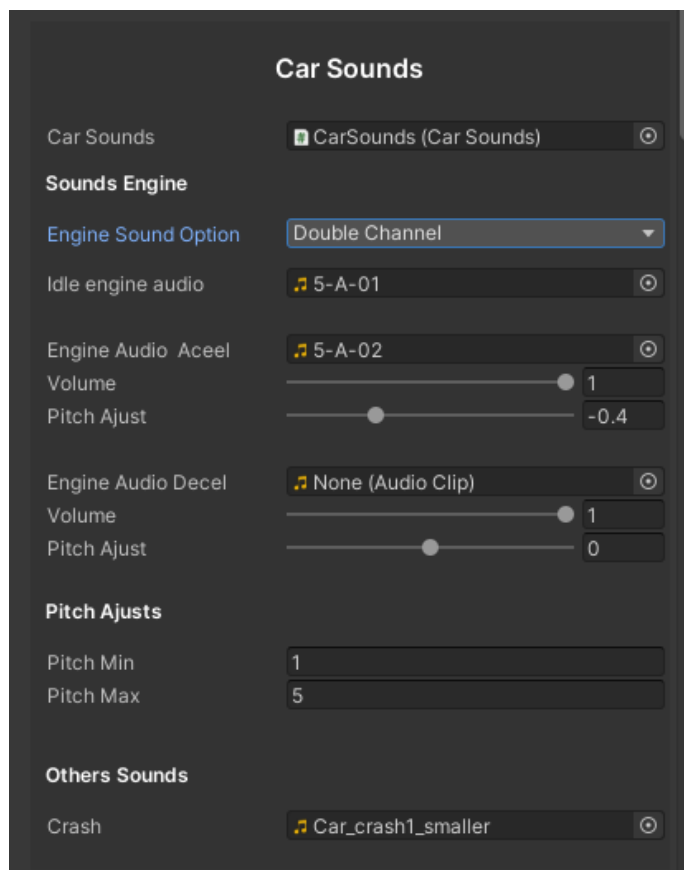 Car Sounds
Car Sounds CarSounds (Car Sounds)
Sounds Engine
Engine Sound Option Double Channel
Idle engine audio 5-A-01
Engine Audio Aceel 5-A-02
Volume 1
Pitch Ajust -0.4
Engine Audio Decel None (Audio Clip)
Volume 1
Pitch Ajust 0
Pitch Ajusts
Pitch Min 1
Pitch Max 5
Others Sounds
Crash Car_crash1_smaller